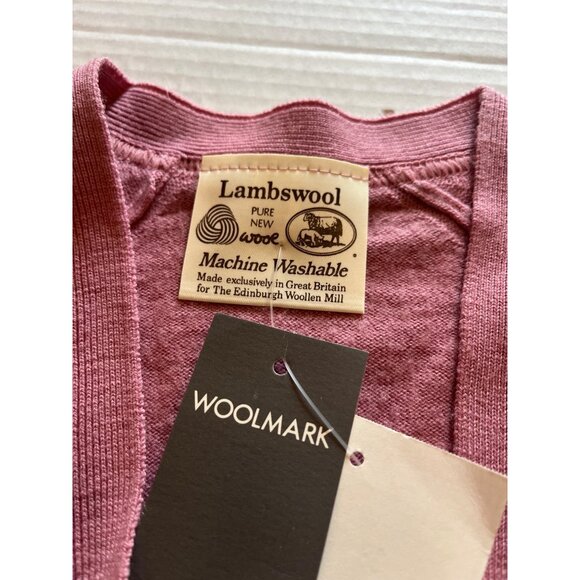 Lambswool
PURE
NEW
wool
Machine Washable
Made exclusively in Great Britain
for The Edinburgh Woollen Mill
WOOLMARK